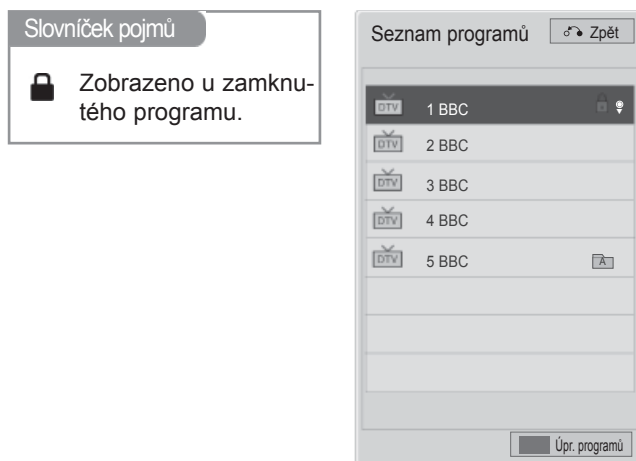 Slovníček pojmů
Zobrazeno u zamknu-
tého programu.
Seznam programů
Zpět
DTV 1 BBC
DTV 2 BBC
DTV 3 BBC
DTV 4 BBC
DTV 5 BBC A
Úpr. programů